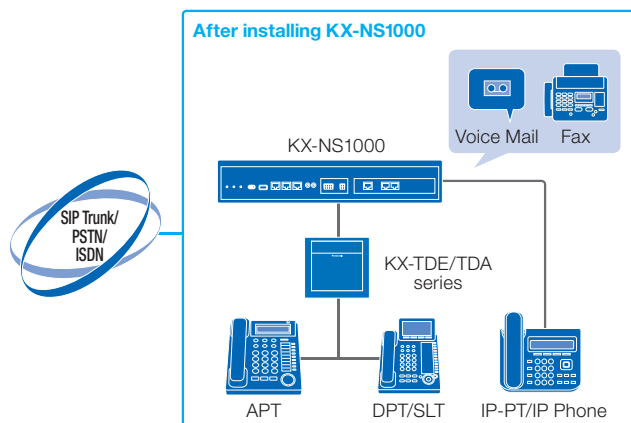 After installing KX-NS1000
Voice Mail Fax
KX-NS1000
SIP Trunk/
PSTN/
ISDN
KX-TDE/TDA
series
APT DPT/SLT IP-PT/IP Phone